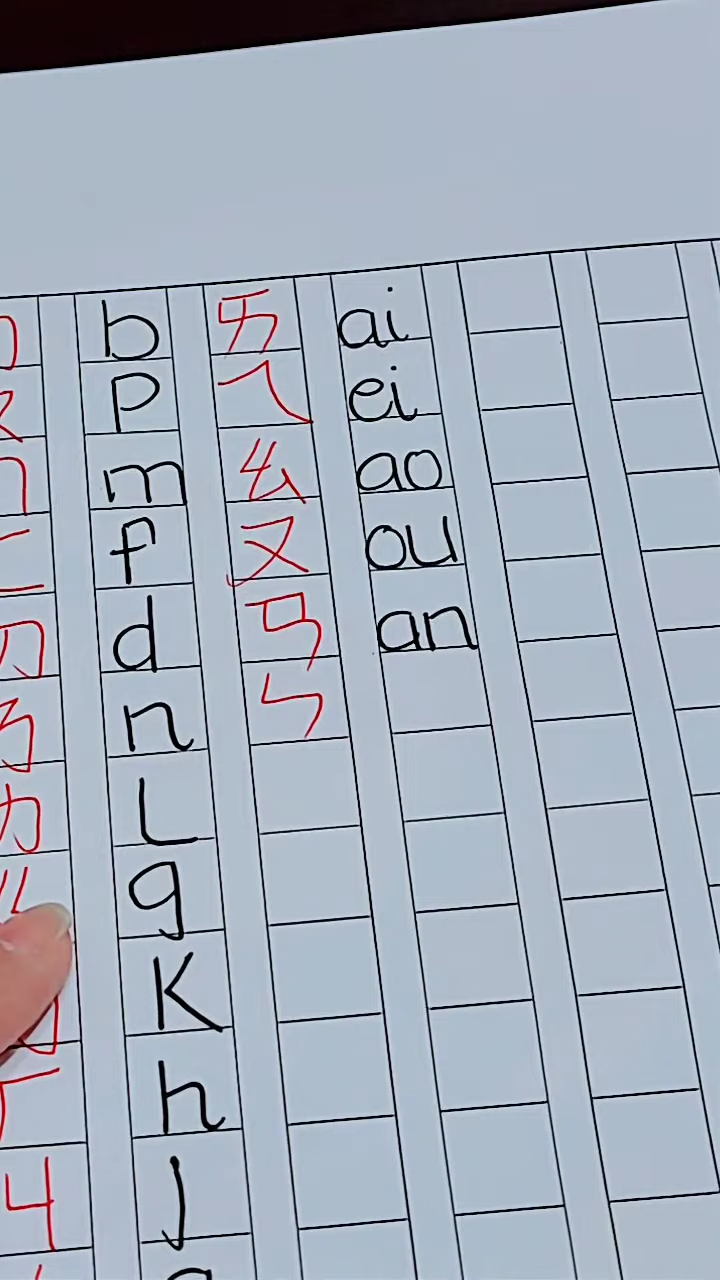 b ㄞ ai
p ㄟ ei
m ㄠ ao
f ㄡ ou
ㄉ d ㄢ an
ㄋ n ㄣ
ㄌ L
g
K
ㄏ h
ㄐ j